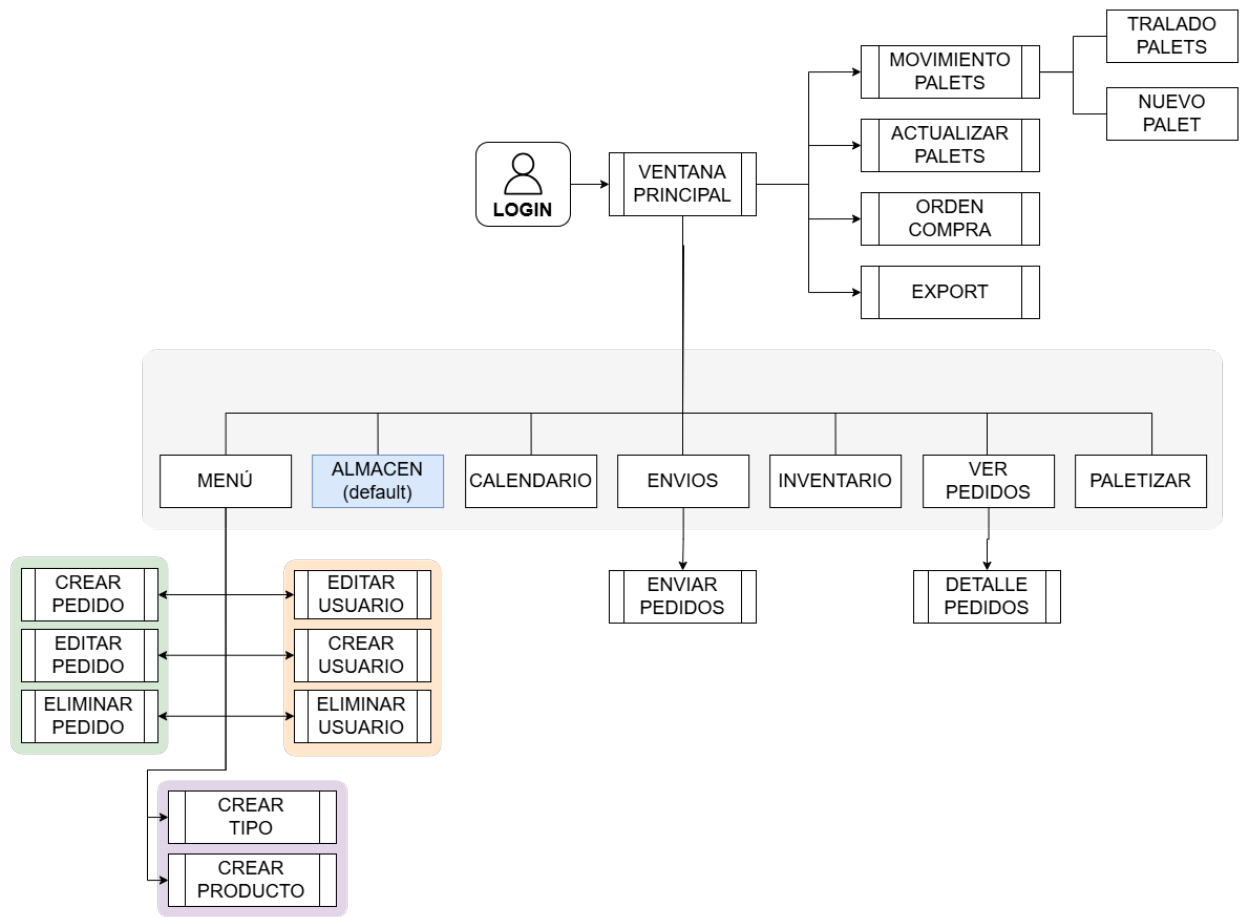 TRALADO
PALETS
MOVIMIENTO
PALETS
NUEVO
PALET
ACTUALIZAR
PALETS
LOGIN
VENTANA
PRINCIPAL
ORDEN
COMPRA
EXPORT
MENÚ
ALMACEN
(default)
CALENDARIO
ENVIOS
INVENTARIO
VER
PEDIDOS
PALETIZAR
CREAR
PEDIDO
EDITAR
USUARIO
ENVIAR
PEDIDOS
DETALLE
PEDIDOS
EDITAR
PEDIDO
CREAR
USUARIO
ELIMINAR
PEDIDO
ELIMINAR
USUARIO
CREAR
TIPO
CREAR
PRODUCTO